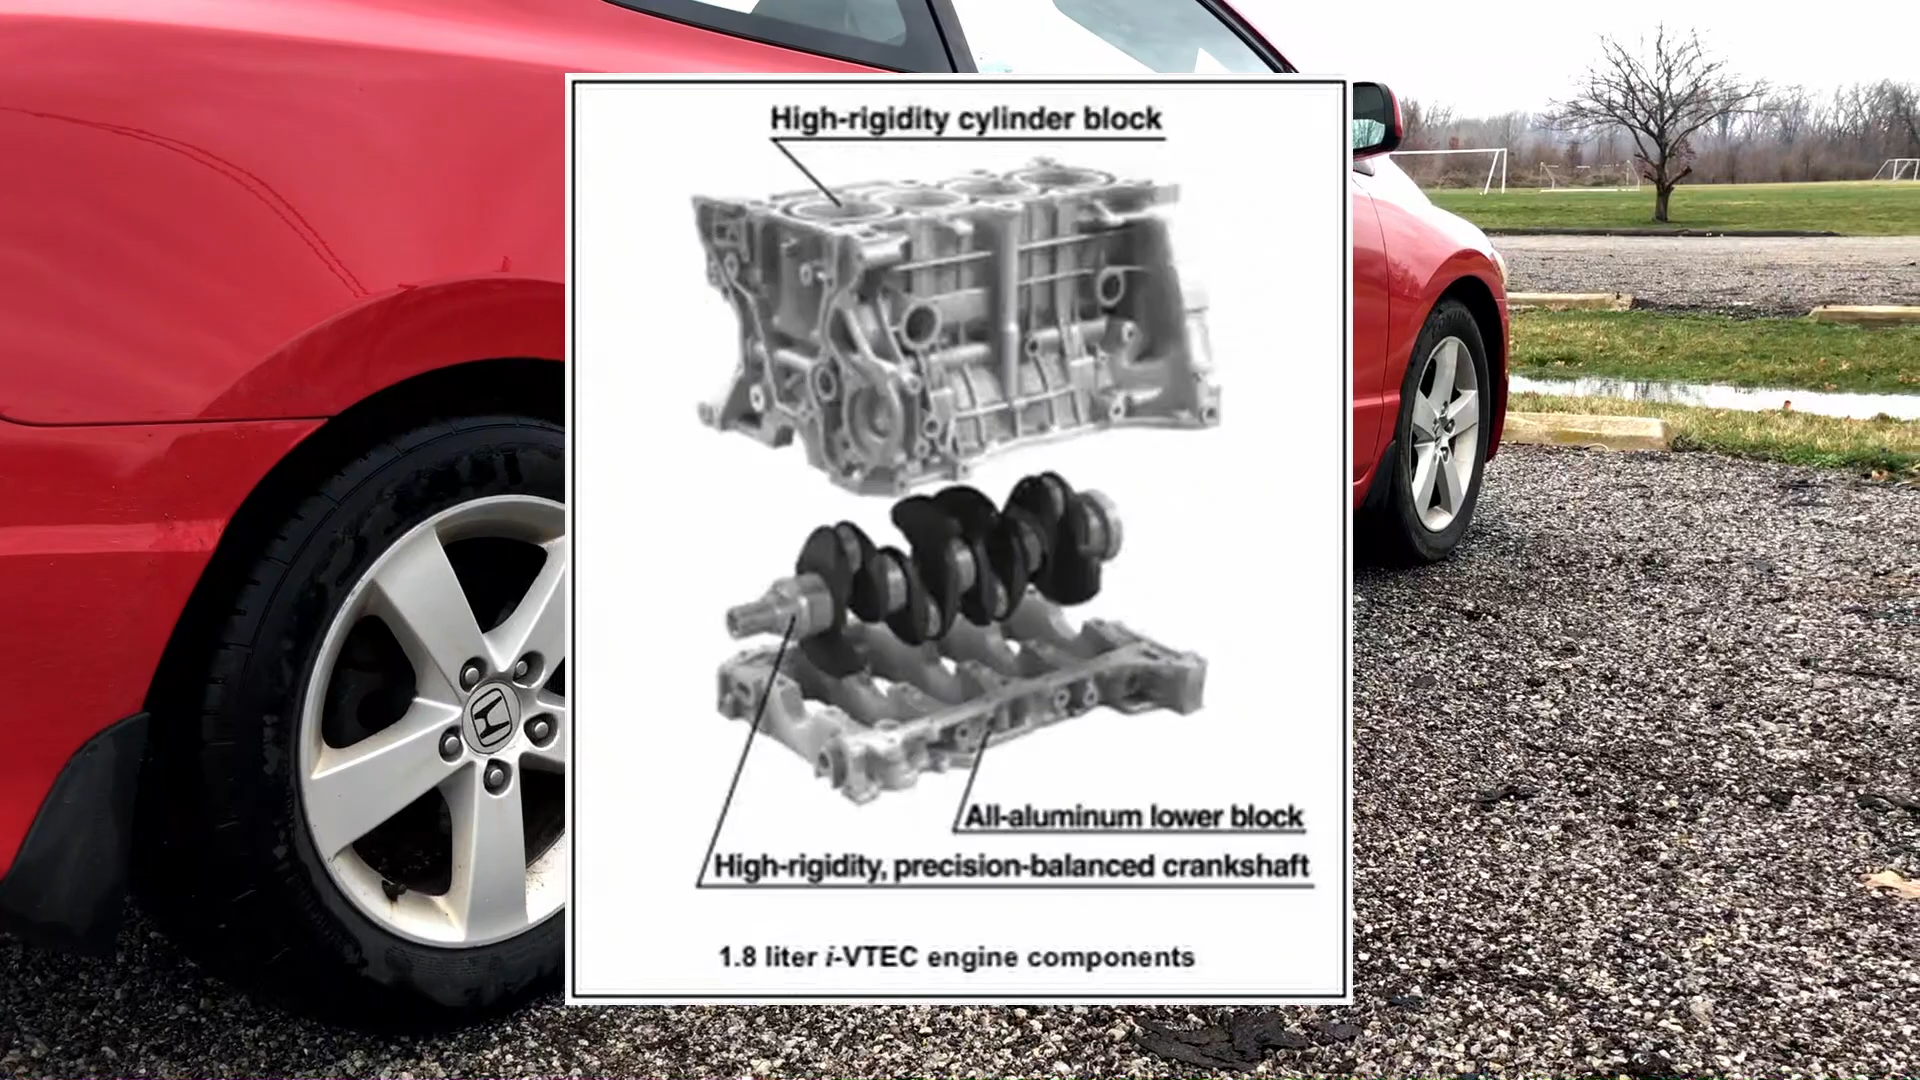 High-rigidity cylinder block
All-aluminum lower block
High-rigidity, precision-balanced crankshaft
1.8 liter i-VTEC engine components